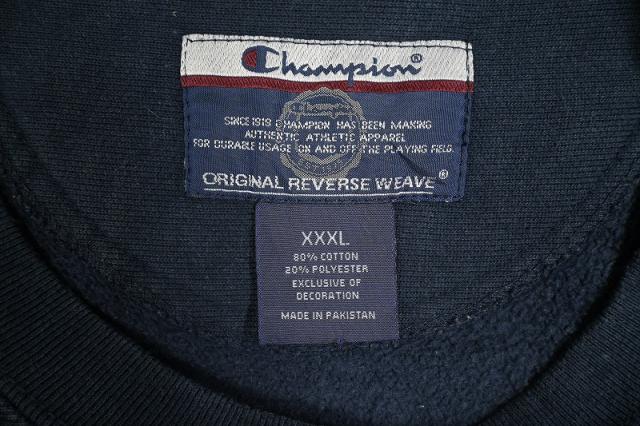 Champion®
Champion
SINCE 1919 CHAMPION HAS BEEN MAKING
AUTHENTIC ATHLETIC APPAREL
FOR DURABLE USAGE ON AND OFF THE PLAYING FIELD.
ORIGINAL REVERSE WEAVE®
XXXL
80% COTTON
20% POLYESTER
EXCLUSIVE OF
DECORATION
MADE IN PAKISTAN